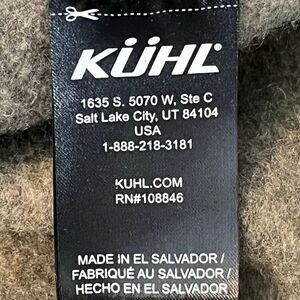 KÜHL
1635 S. 5070 W, Ste C
Salt Lake City, UT 84104
USA
1-888-218-3181
KUHL.COM
RN#108846
MADE IN EL SALVADOR /
FABRIQUÉ AU SALVADOR /
HECHO EN EL SALVADOR